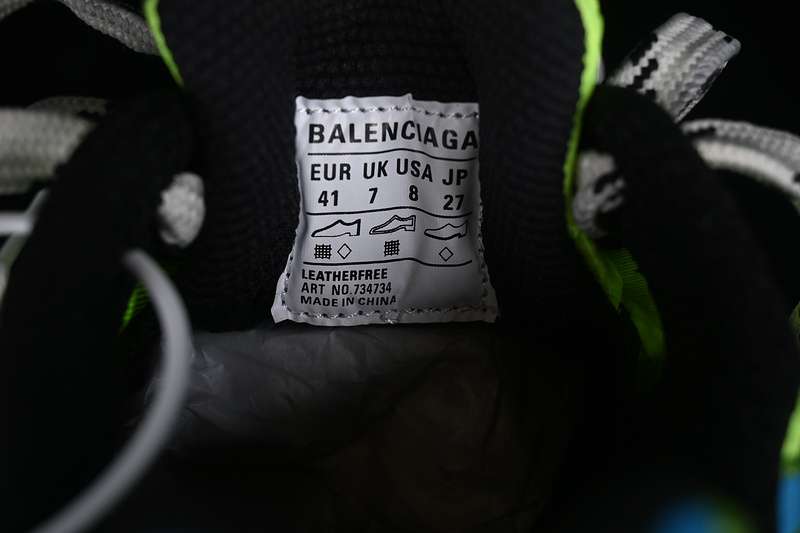 BALENCIAGA
EUR UK USA JP
41 7 8 27
LEATHERFREE
ART NO.734734
MADE IN CHINA